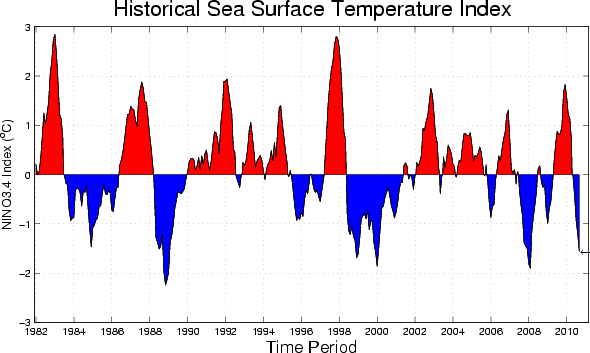 Historical Sea Surface Temperature Index
NINO3.4 Index (°C)
3
2
1
0
−1
−2
−3
1982 1984 1986 1988 1990 1992 1994 1996 1998 2000 2002 2004 2006 2008 2010
Time Period